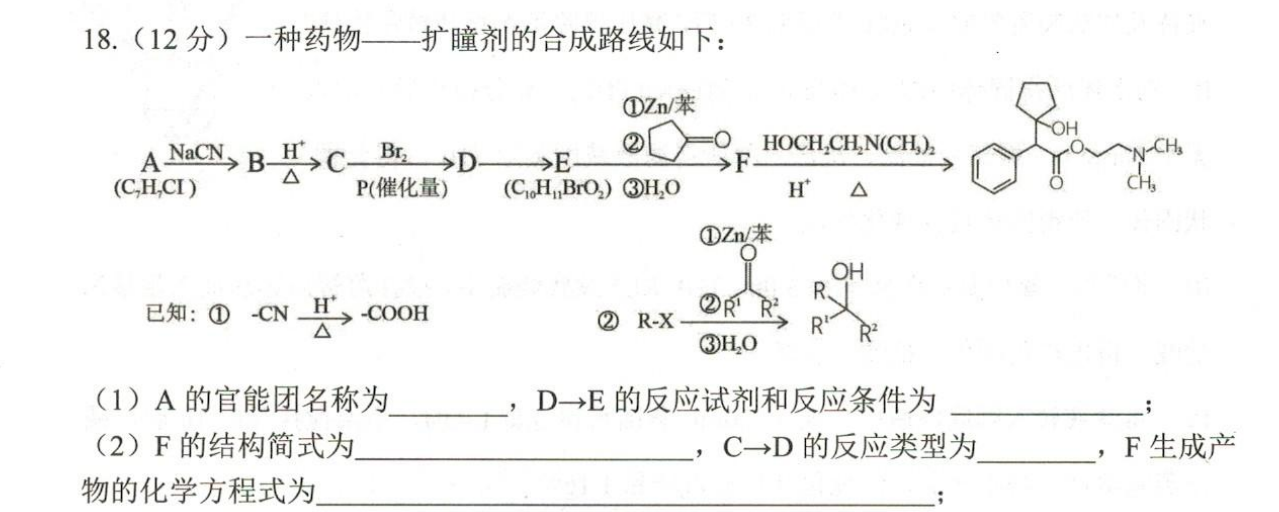 18.（12 分）一种药物——扩瞳剂的合成路线如下：
①Zn/苯
A NaCN B H⁺ C Br₂ D E ② O F HOCH₂CH₂N(CH₃)₂ OH O O N CH₃ CH₃
(C₇H₇Cl) △ P(催化量) (C₁₀H₁₁BrO₂) ③H₂O H⁺ △
①Zn/苯
已知：① -CN H⁺ △ -COOH ② R-X ② O R¹ R² ③H₂O OH R R¹ R²
（1）A 的官能团名称为________，D→E 的反应试剂和反应条件为 ____________；
（2）F 的结构简式为____________________，C→D 的反应类型为________，F 生成产
物的化学方程式为____________________________________；